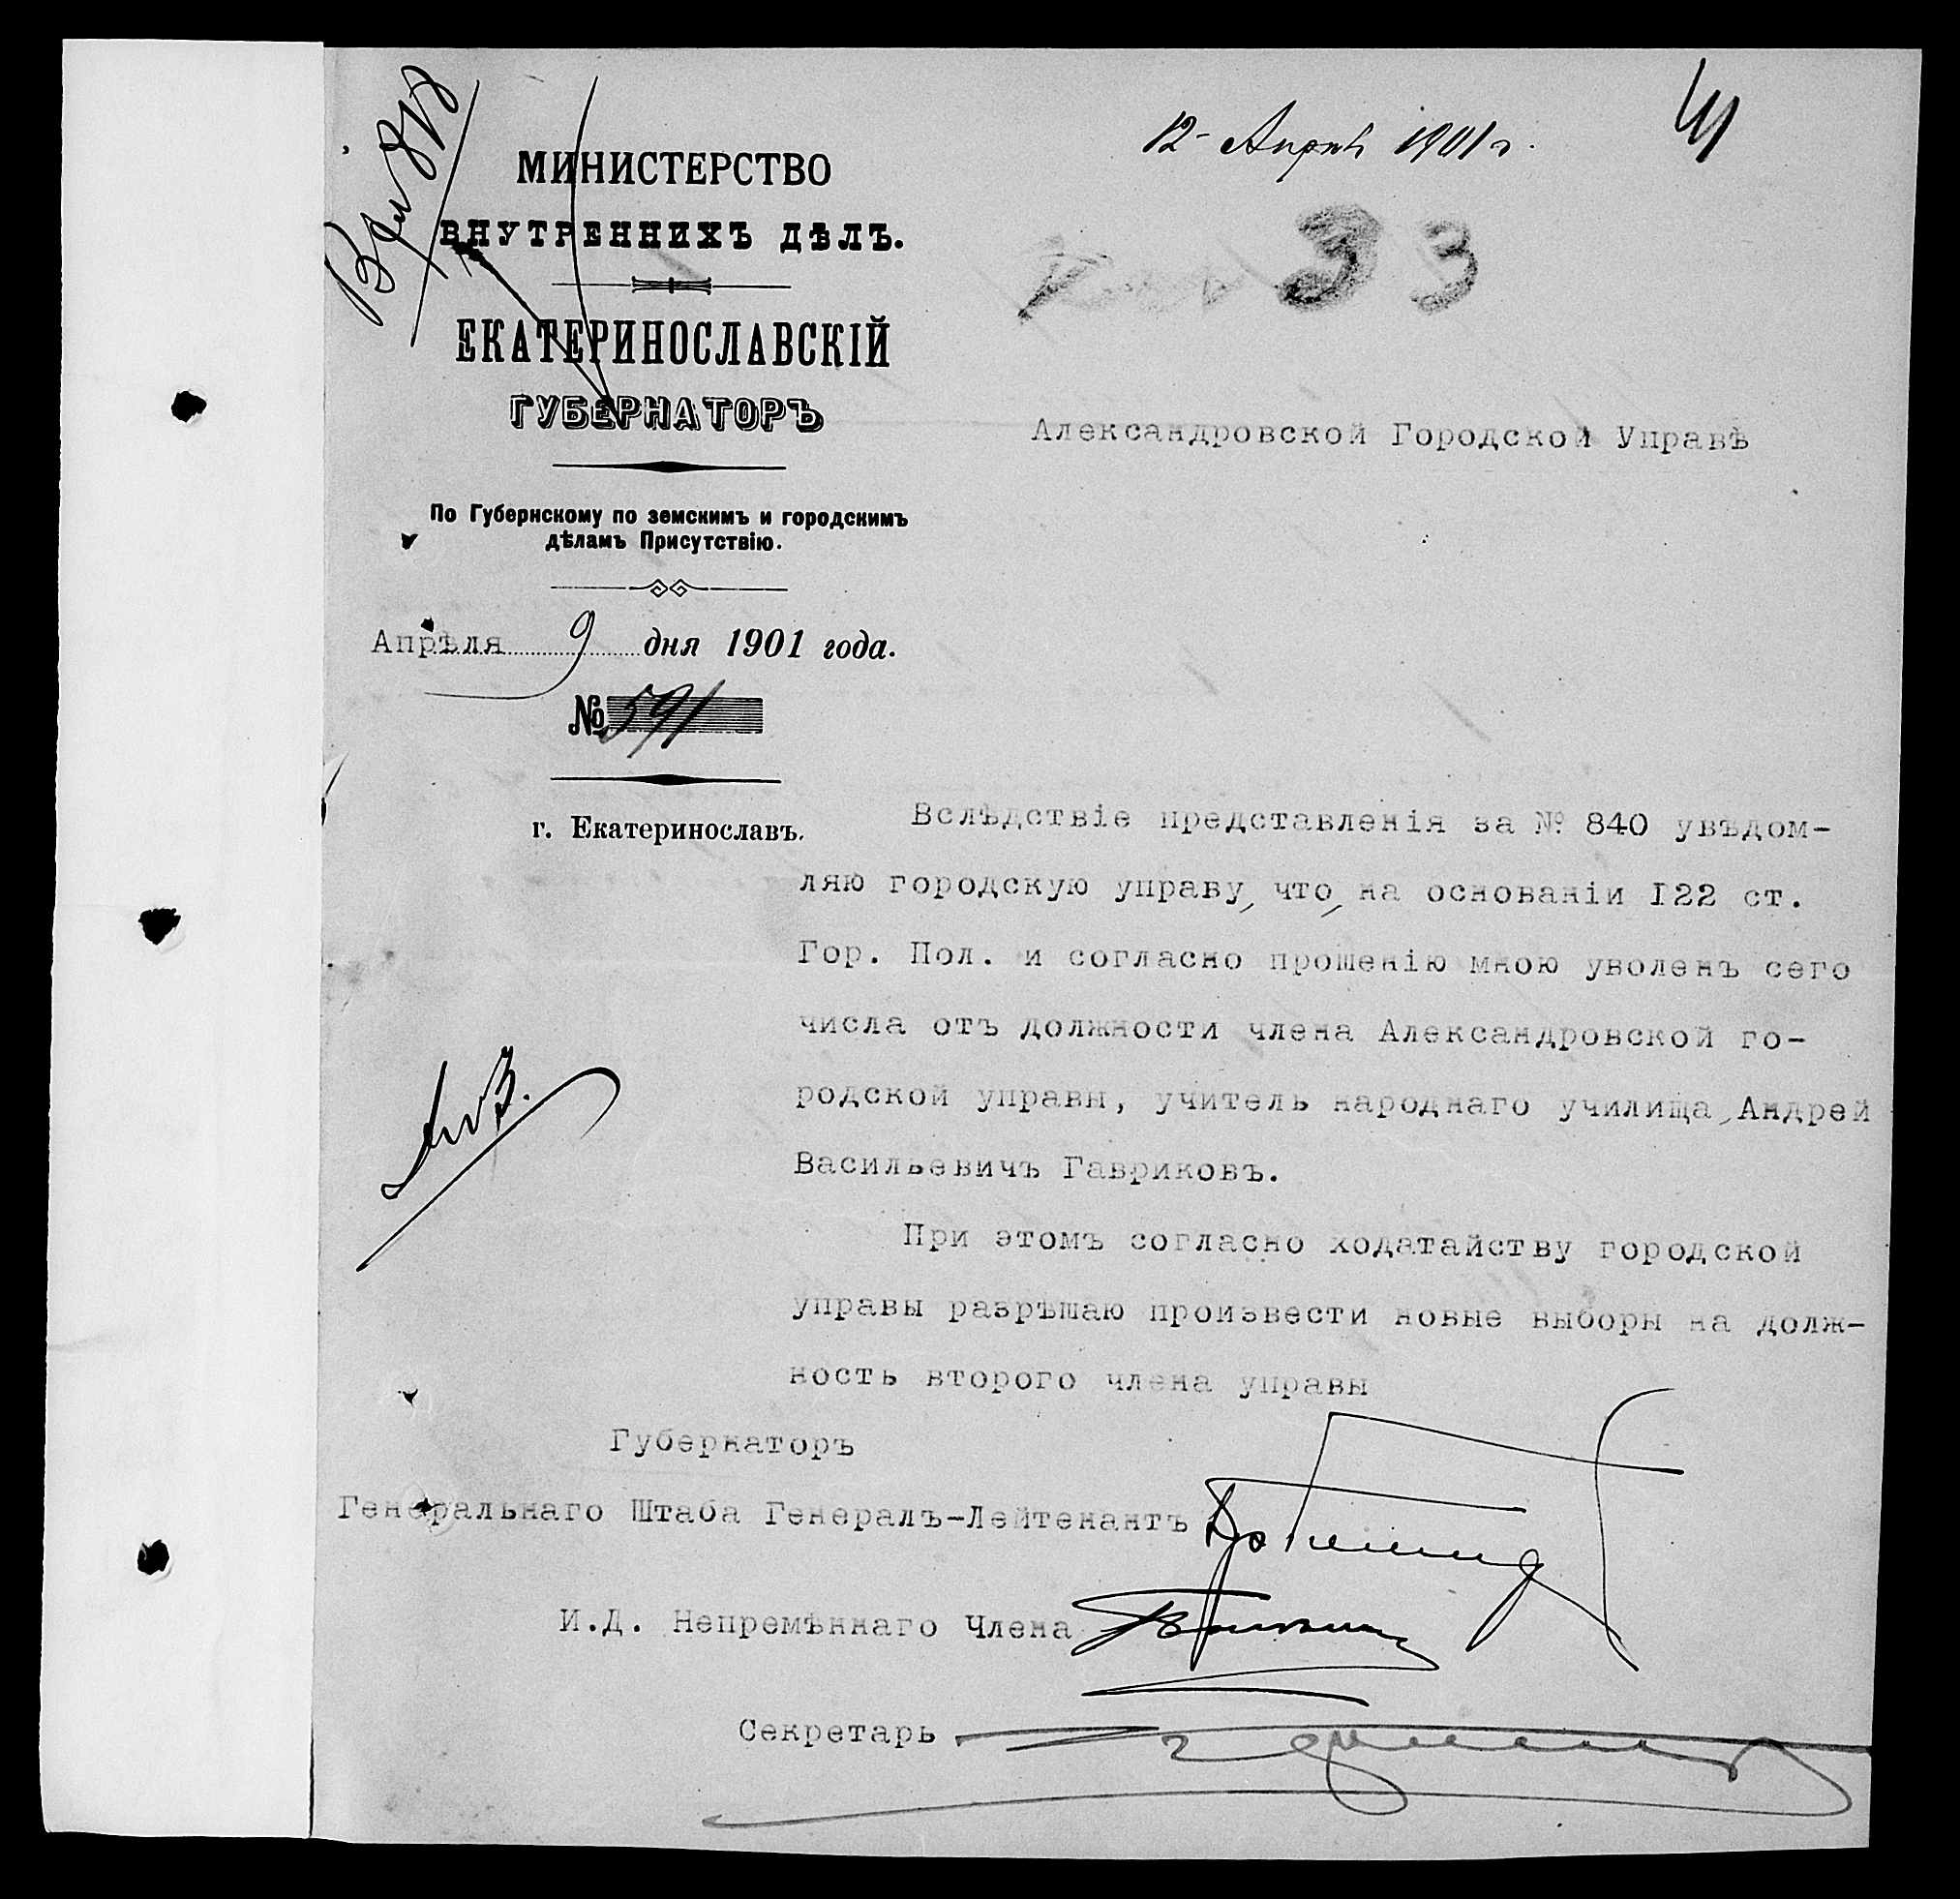 12 Апрѣл 1901 г.
МИНИСТЕРСТВО
ВНУТРЕННИХЪ ДѢЛЪ.
33
ЕКАТЕРИНОСЛАВСКІЙ
ГУБЕРНАТОРЪ
Александровской Городской Управѣ
По Губернскому по земскимъ и городскимъ
дѣламъ Присутствію.
Апрѣля 9 дня 1901 года.
№ 591
г. Екатеринославъ.
Вслѣдствіе представленія за № 840 увѣдом-
ляю городскую управу, что, на основаніи I22 ст.
Гор. Пол. и согласно прошенію мною уволенъ сего
числа отъ должности члена Александровской го-
родской управы, учитель народнаго училища, Андрей
Васильевичъ Гавриковъ.
При этомъ согласно ходатайству городской
управы разрѣшаю произвести новые выборы на долж-
ность второго члена управы
Губернаторъ
Генеральнаго Штаба Генералъ-Лейтенантъ
И.Д. Непремѣннаго Члена
Секретарь